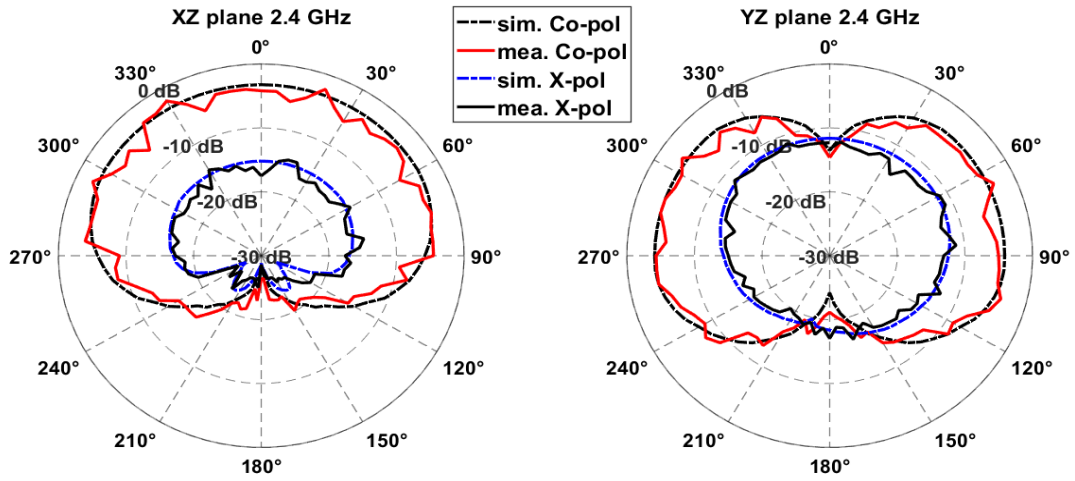 XZ plane 2.4 GHz
sim. Co-pol
mea. Co-pol
sim. X-pol
mea. X-pol
YZ plane 2.4 GHz
0°
30°
60°
90°
120°
150°
180°
210°
240°
270°
300°
330°
0 dB
-10 dB
-20 dB
-30 dB
0°
30°
60°
90°
120°
150°
180°
210°
240°
270°
300°
330°
0 dB
-10 dB
-20 dB
-30 dB